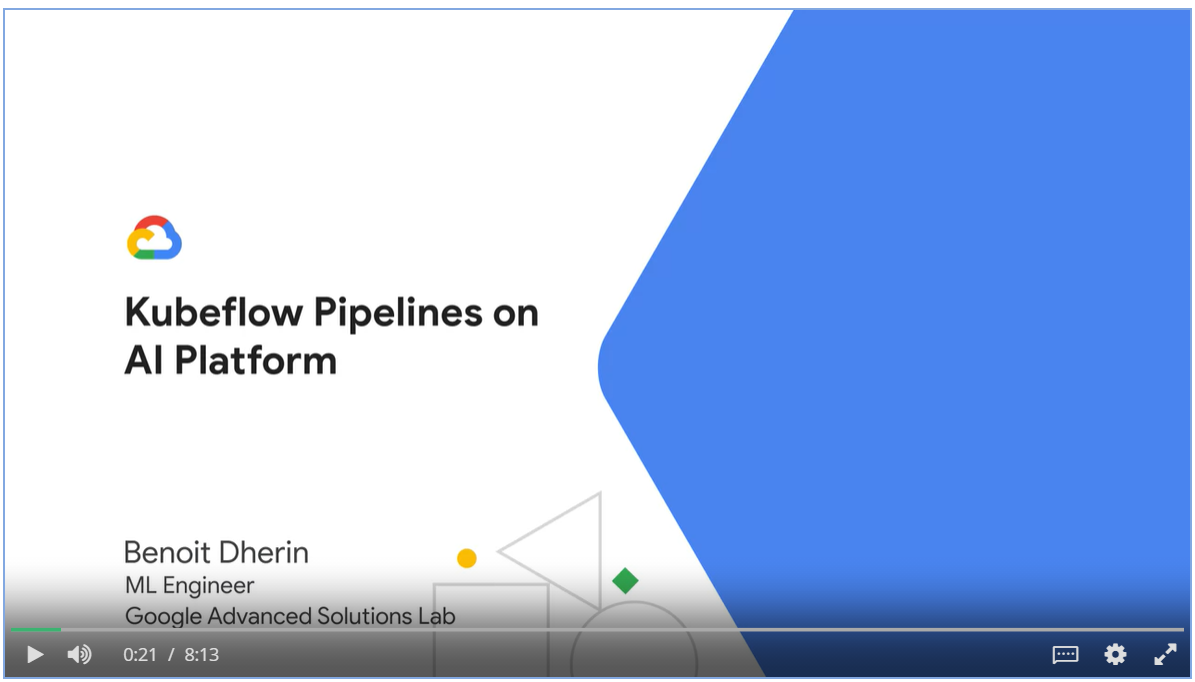 Kubeflow Pipelines on
AI Platform
Benoit Dherin
ML Engineer
Google Advanced Solutions Lab
0:21 / 8:13